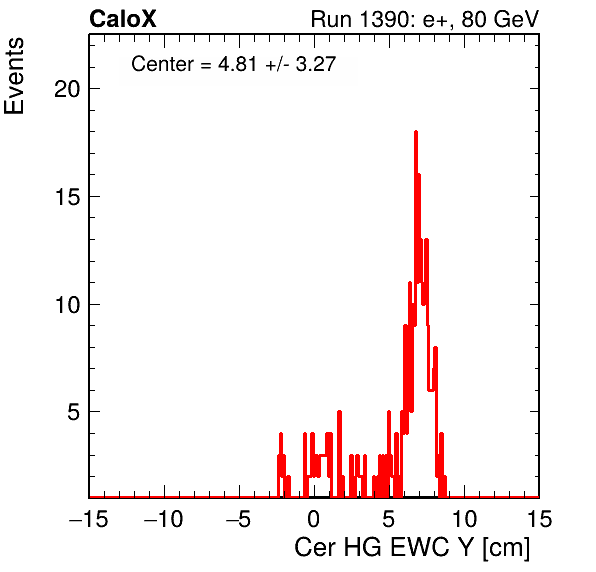 CaloX Run 1390: e+, 80 GeV
Center = 4.81 +/- 3.27
Events
20
15
10
5
−15 −10 −5 0 5 10 15
Cer HG EWC Y [cm]